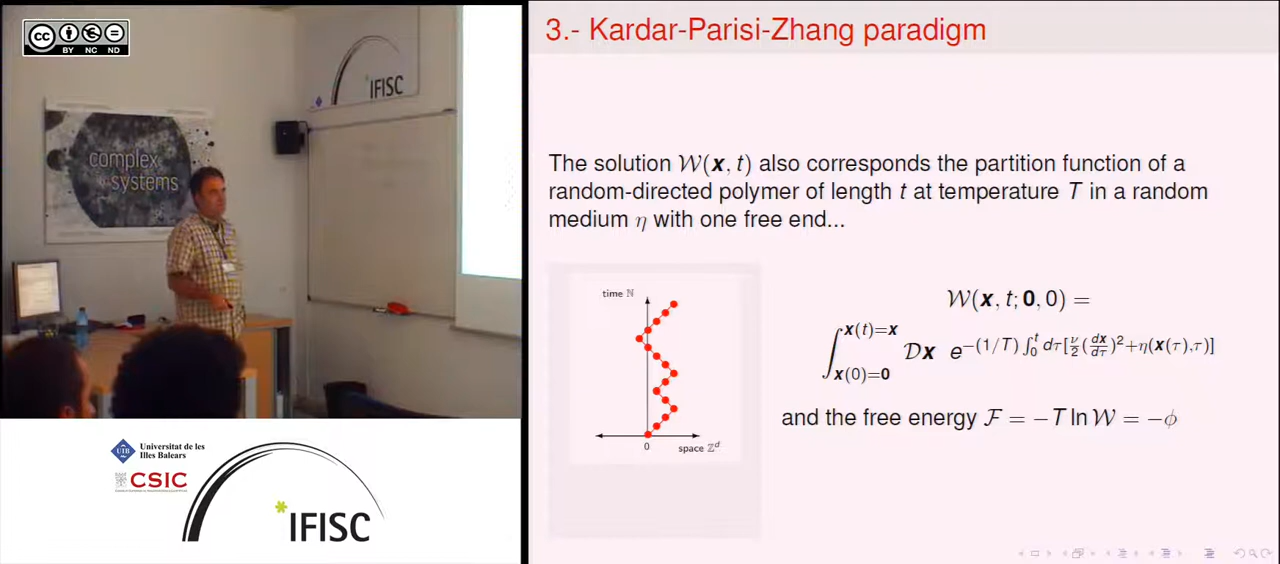 cc BY NC ND
IFISC
complex
systems
3.- Kardar-Parisi-Zhang paradigm
The solution 𝒲(x, t) also corresponds the partition function of a
random-directed polymer of length t at temperature T in a random
medium η with one free end...
time ℕ
0
space ℤ^d
𝒲(x, t; 0, 0) =
∫_{x(0)=0}^{x(t)=x} 𝒟x e^{-(1/T) ∫_0^t dτ[ν/2 (dx/dτ)^2+η(x(τ),τ)]}
and the free energy ℱ = −T ln 𝒲 = −ϕ
UIB
Universitat de les
Illes Balears
CSIC
*IFISC